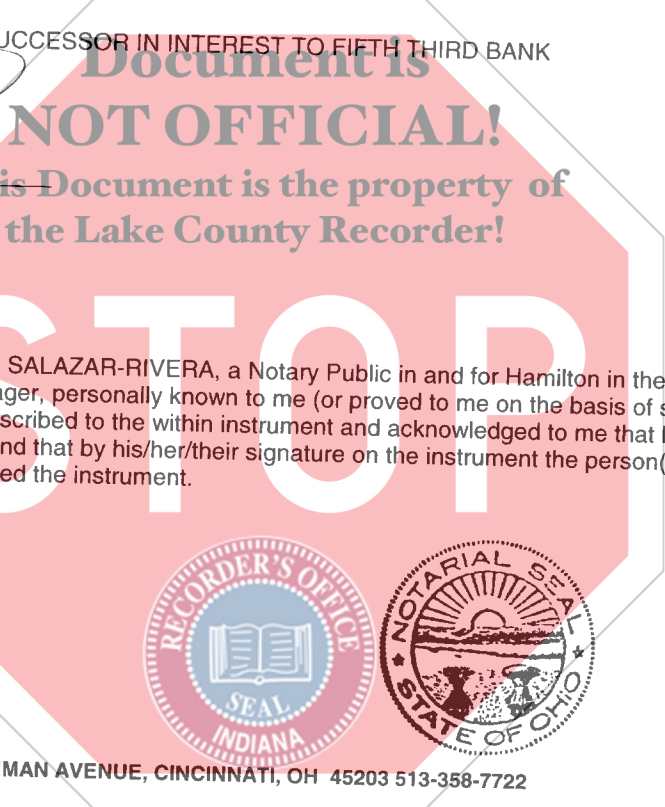 UCCESSOR IN INTEREST TO FIFTH THIRD BANK
Document is
NOT OFFICIAL!
is Document is the property of
the Lake County Recorder!
STOP
SALAZAR-RIVERA, a Notary Public in and for Hamilton in the
ager, personally known to me (or proved to me on the basis of s
scribed to the within instrument and acknowledged to me that
nd that by his/her/their signature on the instrument the person(
ed the instrument.
RECORDER'S OFFICE
SEAL
INDIANA
NOTARIAL SEAL
STATE OF OHIO
MAN AVENUE, CINCINNATI, OH 45203 513-358-7722